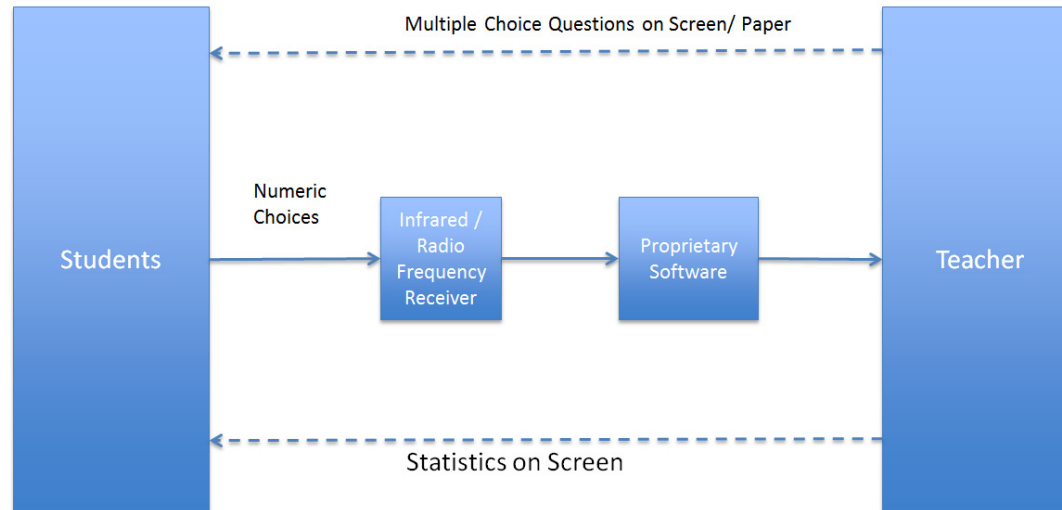 Multiple Choice Questions on Screen/ Paper
Numeric
Choices
Students
Infrared /
Radio
Frequency
Receiver
Proprietary
Software
Teacher
Statistics on Screen